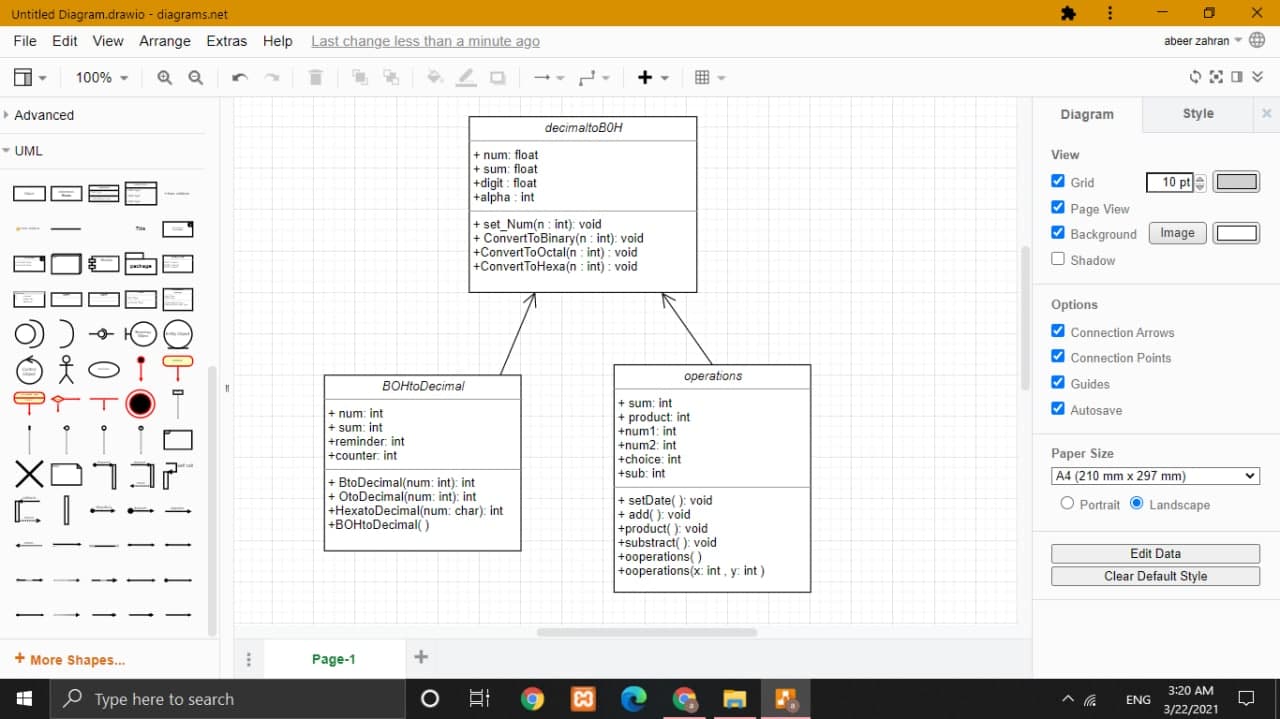 Untitled Diagram.drawio - diagrams.net
File Edit View Arrange Extras Help Last change less than a minute ago
abeer zahran
100%
Advanced
UML
Title
package
+ More Shapes...
decimaltoB0H
+ num: float
+ sum: float
+digit : float
+alpha : int
+ set_Num(n : int): void
+ ConvertToBinary(n : int): void
+ConvertToOctal(n : int) : void
+ConvertToHexa(n : int) : void
BOHtoDecimal
+ num: int
+ sum: int
+reminder: int
+counter: int
+ BtoDecimal(num: int): int
+ OtoDecimal(num: int): int
+HexatoDecimal(num: char): int
+BOHtoDecimal( )
operations
+ sum: int
+ product: int
+num1: int
+num2: int
+choice: int
+sub: int
+ setDate( ): void
+ add( ): void
+product( ): void
+substract( ): void
+ooperations( )
+ooperations(x: int , y: int )
Page-1
Diagram Style
View
Grid 10 pt
Page View
Background Image
Shadow
Options
Connection Arrows
Connection Points
Guides
Autosave
Paper Size
A4 (210 mm x 297 mm)
Portrait Landscape
Edit Data
Clear Default Style
Type here to search
ENG
3:20 AM
3/22/2021